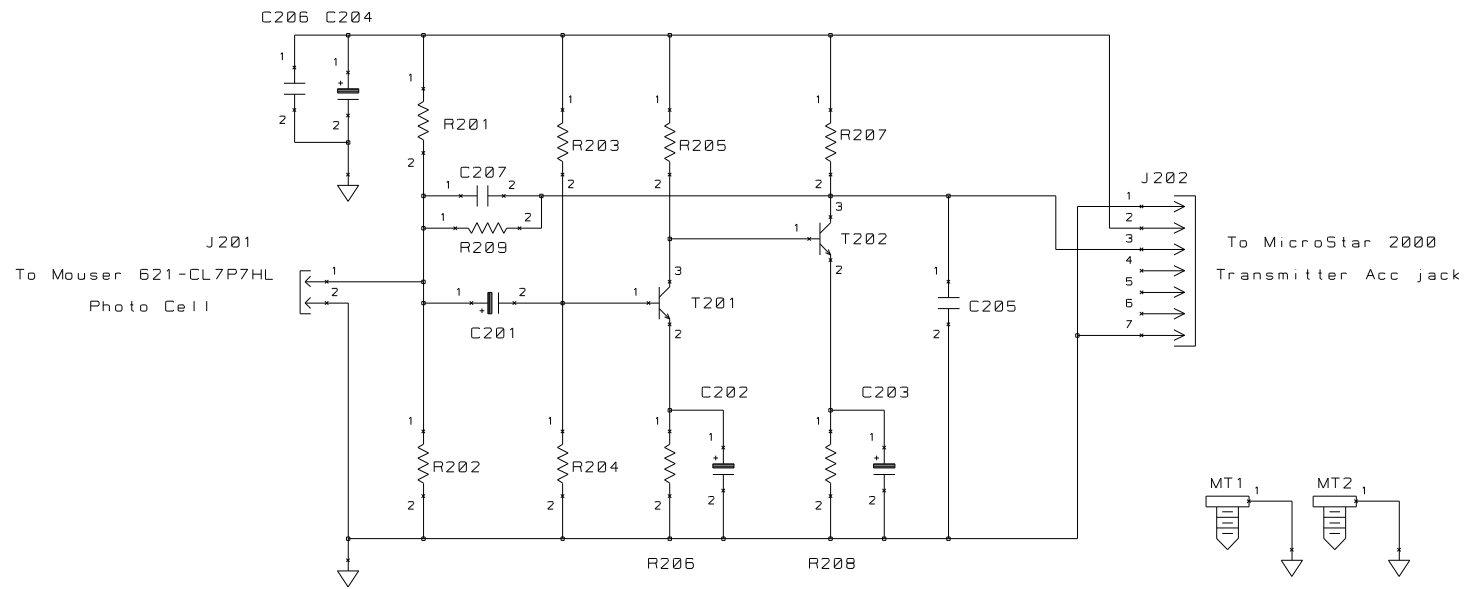 C206 C204
1
1
1
1
1
1
+
2
2
R201
R203
R205
R207
2
2
2
2
C207
1
2
1
2
R209
J202
1
2
3
4
5
6
7
To MicroStar 2000
Transmitter Acc jack
J201
To Mouser 621-CL7P7HL
Photo Cell
1
2
1
2
+
C201
1
3
T201
2
1
3
T202
2
1
C205
2
C202
C203
1
1
1
1
1
1
+
+
R202
R204
2
2
2
2
2
2
R206
R208
MT1
1
MT2
1